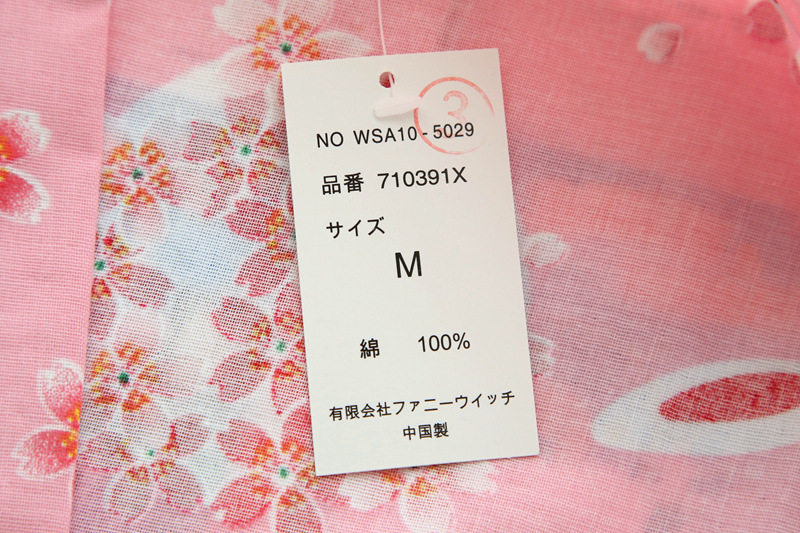 3
NO WSA10-5029
品番 710391X
サイズ
M
綿 100%
有限会社ファニーウイッチ
中国製